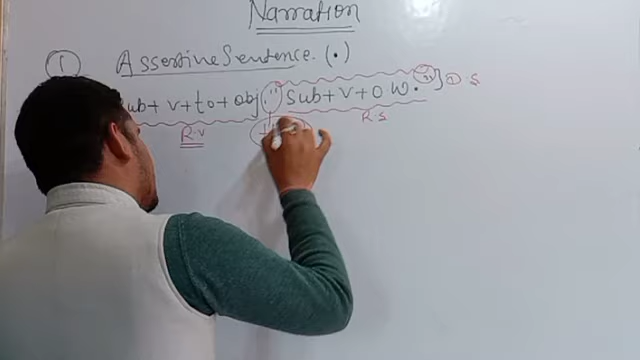 Narration
① Assertive Sentence. (•)
ub + v + to + obj (" sub + v + o w . ") } D.S
R.V R.S